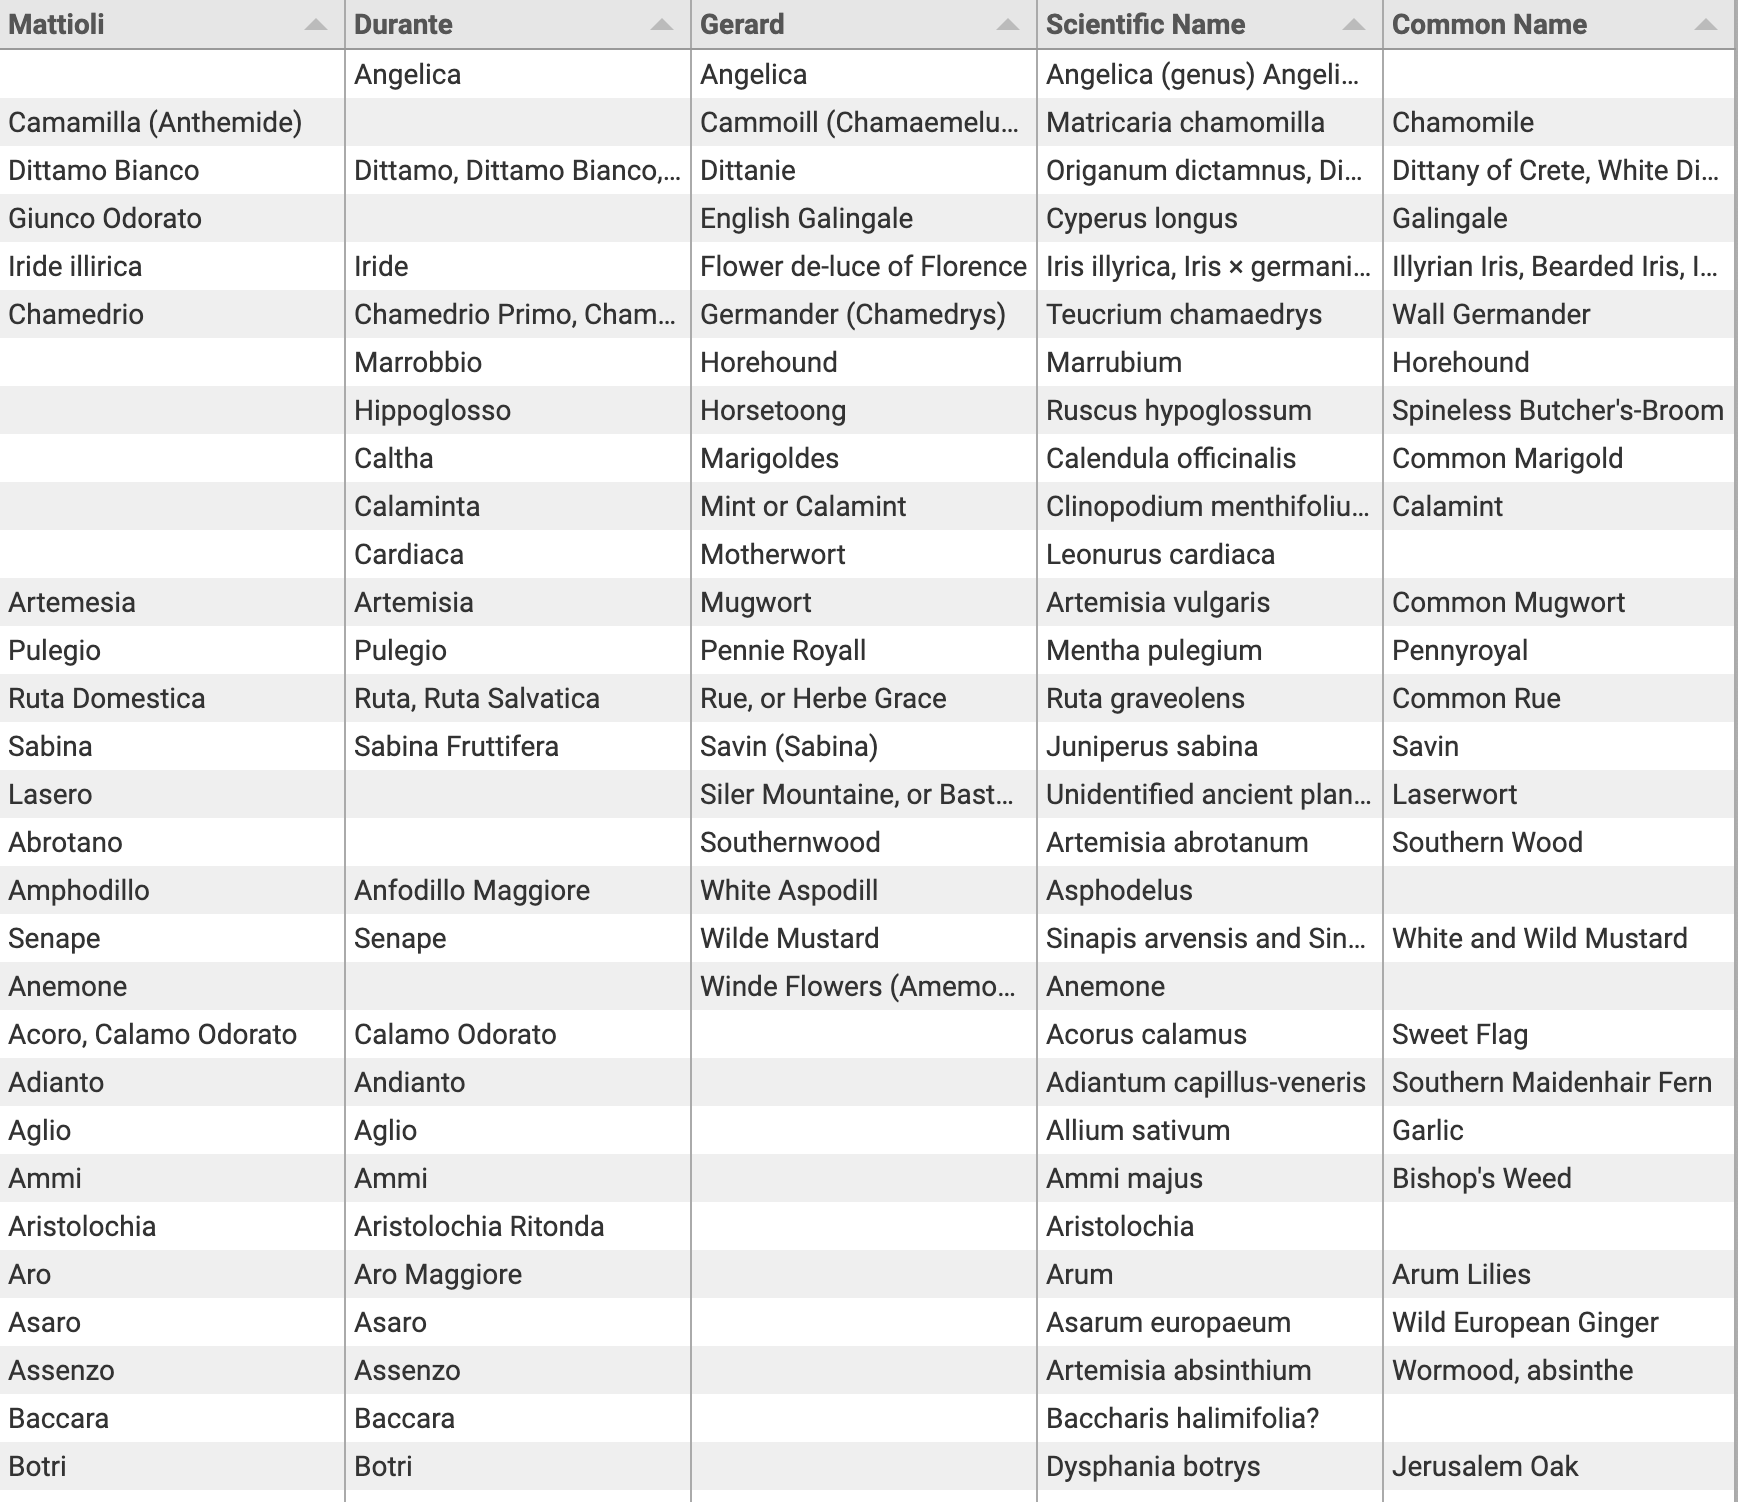 Mattioli Durante Gerard Scientific Name Common Name
Angelica Angelica Angelica (genus) Angeli...
Camamilla (Anthemide) Cammoill (Chamaemelu... Matricaria chamomilla Chamomile
Dittamo Bianco Dittamo, Dittamo Bianco,... Dittanie Origanum dictamnus, Di... Dittany of Crete, White Di...
Giunco Odorato English Galingale Cyperus longus Galingale
Iride illirica Iride Flower de-luce of Florence Iris illyrica, Iris × germani... Illyrian Iris, Bearded Iris, I...
Chamedrio Chamedrio Primo, Cham... Germander (Chamedrys) Teucrium chamaedrys Wall Germander
Marrobbio Horehound Marrubium Horehound
Hippoglosso Horsetoong Ruscus hypoglossum Spineless Butcher's-Broom
Caltha Marigoldes Calendula officinalis Common Marigold
Calaminta Mint or Calamint Clinopodium menthifoliu... Calamint
Cardiaca Motherwort Leonurus cardiaca
Artemesia Artemisia Mugwort Artemisia vulgaris Common Mugwort
Pulegio Pulegio Pennie Royall Mentha pulegium Pennyroyal
Ruta Domestica Ruta, Ruta Salvatica Rue, or Herbe Grace Ruta graveolens Common Rue
Sabina Sabina Fruttifera Savin (Sabina) Juniperus sabina Savin
Lasero Siler Mountaine, or Bast... Unidentified ancient plan... Laserwort
Abrotano Southernwood Artemisia abrotanum Southern Wood
Amphodillo Anfodillo Maggiore White Aspodill Asphodelus
Senape Senape Wilde Mustard Sinapis arvensis and Sin... White and Wild Mustard
Anemone Winde Flowers (Amemo... Anemone
Acoro, Calamo Odorato Calamo Odorato Acorus calamus Sweet Flag
Adianto Andianto Adiantum capillus-veneris Southern Maidenhair Fern
Aglio Aglio Allium sativum Garlic
Ammi Ammi Ammi majus Bishop's Weed
Aristolochia Aristolochia Ritonda Aristolochia
Aro Aro Maggiore Arum Arum Lilies
Asaro Asaro Asarum europaeum Wild European Ginger
Assenzo Assenzo Artemisia absinthium Wormood, absinthe
Baccara Baccara Baccharis halimifolia?
Botri Botri Dysphania botrys Jerusalem Oak